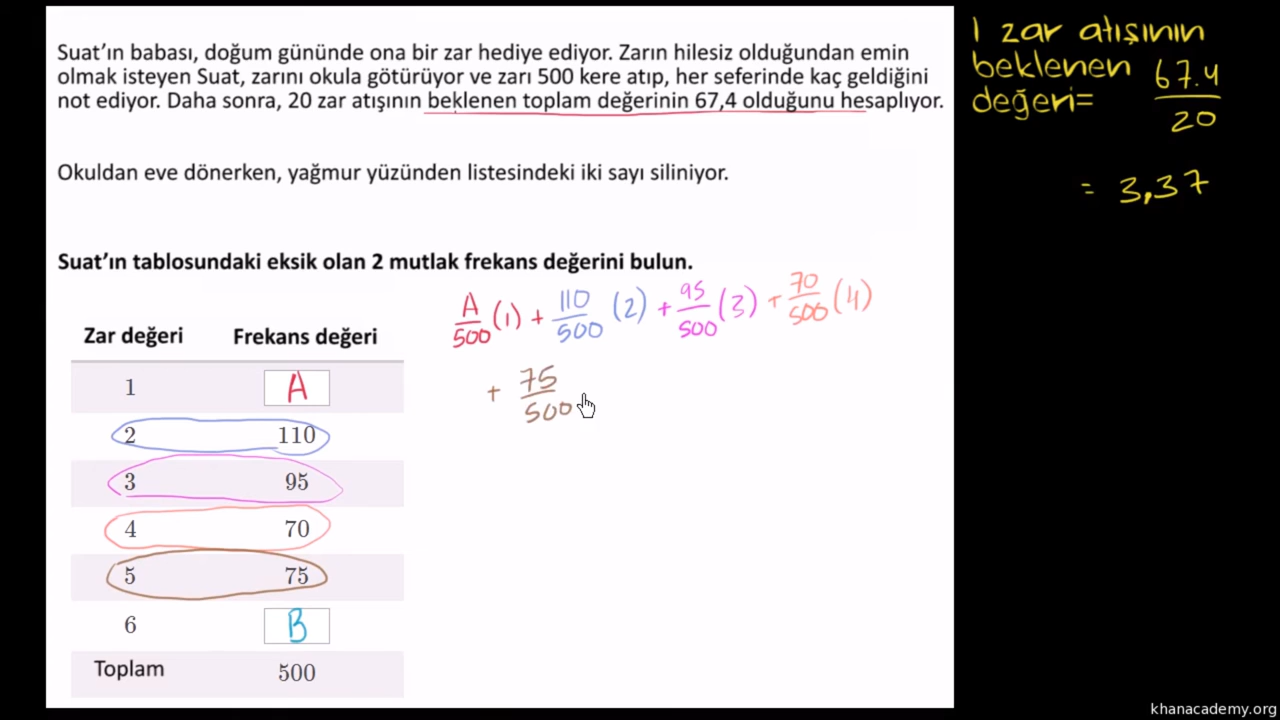 Suat'ın babası, doğum gününde ona bir zar hediye ediyor. Zarın hilesiz olduğundan emin
olmak isteyen Suat, zarını okula götürüyor ve zarı 500 kere atıp, her seferinde kaç geldiğini
not ediyor. Daha sonra, 20 zar atışının beklenen toplam değerinin 67,4 olduğunu hesaplıyor.
Okuldan eve dönerken, yağmur yüzünden listesindeki iki sayı siliniyor.
Suat'ın tablosundaki eksik olan 2 mutlak frekans değerini bulun.
Zar değeri Frekans değeri
1 A
2 110
3 95
4 70
5 75
6 B
Toplam 500
A/500 (1) + 110/500 (2) + 95/500 (3) + 70/500 (4)
+ 75/500
1 zar atışının
beklenen 67.4/20
değeri=
= 3,37
khanacademy.org